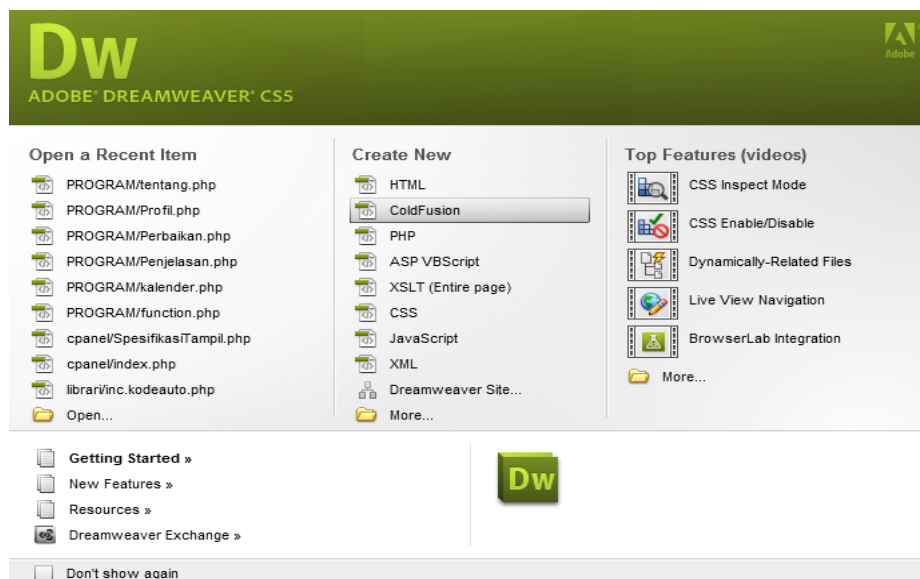 Dw
ADOBE® DREAMWEAVER® CS5
Adobe
Open a Recent Item
PROGRAM/tentang.php
PROGRAM/Profil.php
PROGRAM/Perbaikan.php
PROGRAM/Penjelasan.php
PROGRAM/kalender.php
PROGRAM/function.php
cpanel/SpesifikasiTampil.php
cpanel/index.php
librari/inc.kodeauto.php
Open...
Create New
HTML
ColdFusion
PHP
ASP VBScript
XSLT (Entire page)
CSS
JavaScript
XML
Dreamweaver Site...
More...
Top Features (videos)
CSS Inspect Mode
CSS Enable/Disable
Dynamically-Related Files
Live View Navigation
BrowserLab Integration
More...
Getting Started »
New Features »
Resources »
Dreamweaver Exchange »
Dw
Don't show again